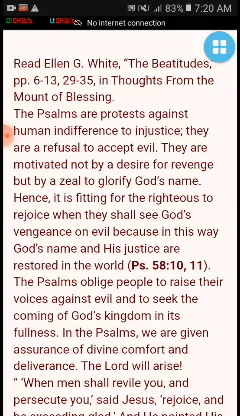 83% 7:20 AM
0:0KB/s U:0KB/s No internet connection
Read Ellen G. White, “The Beatitudes,”
pp. 6-13, 29-35, in Thoughts From the
Mount of Blessing.
The Psalms are protests against
human indifference to injustice; they
are a refusal to accept evil. They are
motivated not by a desire for revenge
but by a zeal to glorify God’s name.
Hence, it is fitting for the righteous to
rejoice when they shall see God’s
vengeance on evil because in this way
God’s name and His justice are
restored in the world (Ps. 58:10, 11).
The Psalms oblige people to raise their
voices against evil and to seek the
coming of God’s kingdom in its
fullness. In the Psalms, we are given
assurance of divine comfort and
deliverance. The Lord will arise!
“ ‘When men shall revile you, and
persecute you,’ said Jesus, ‘rejoice, and
be exceeding glad.’ And He pointed His